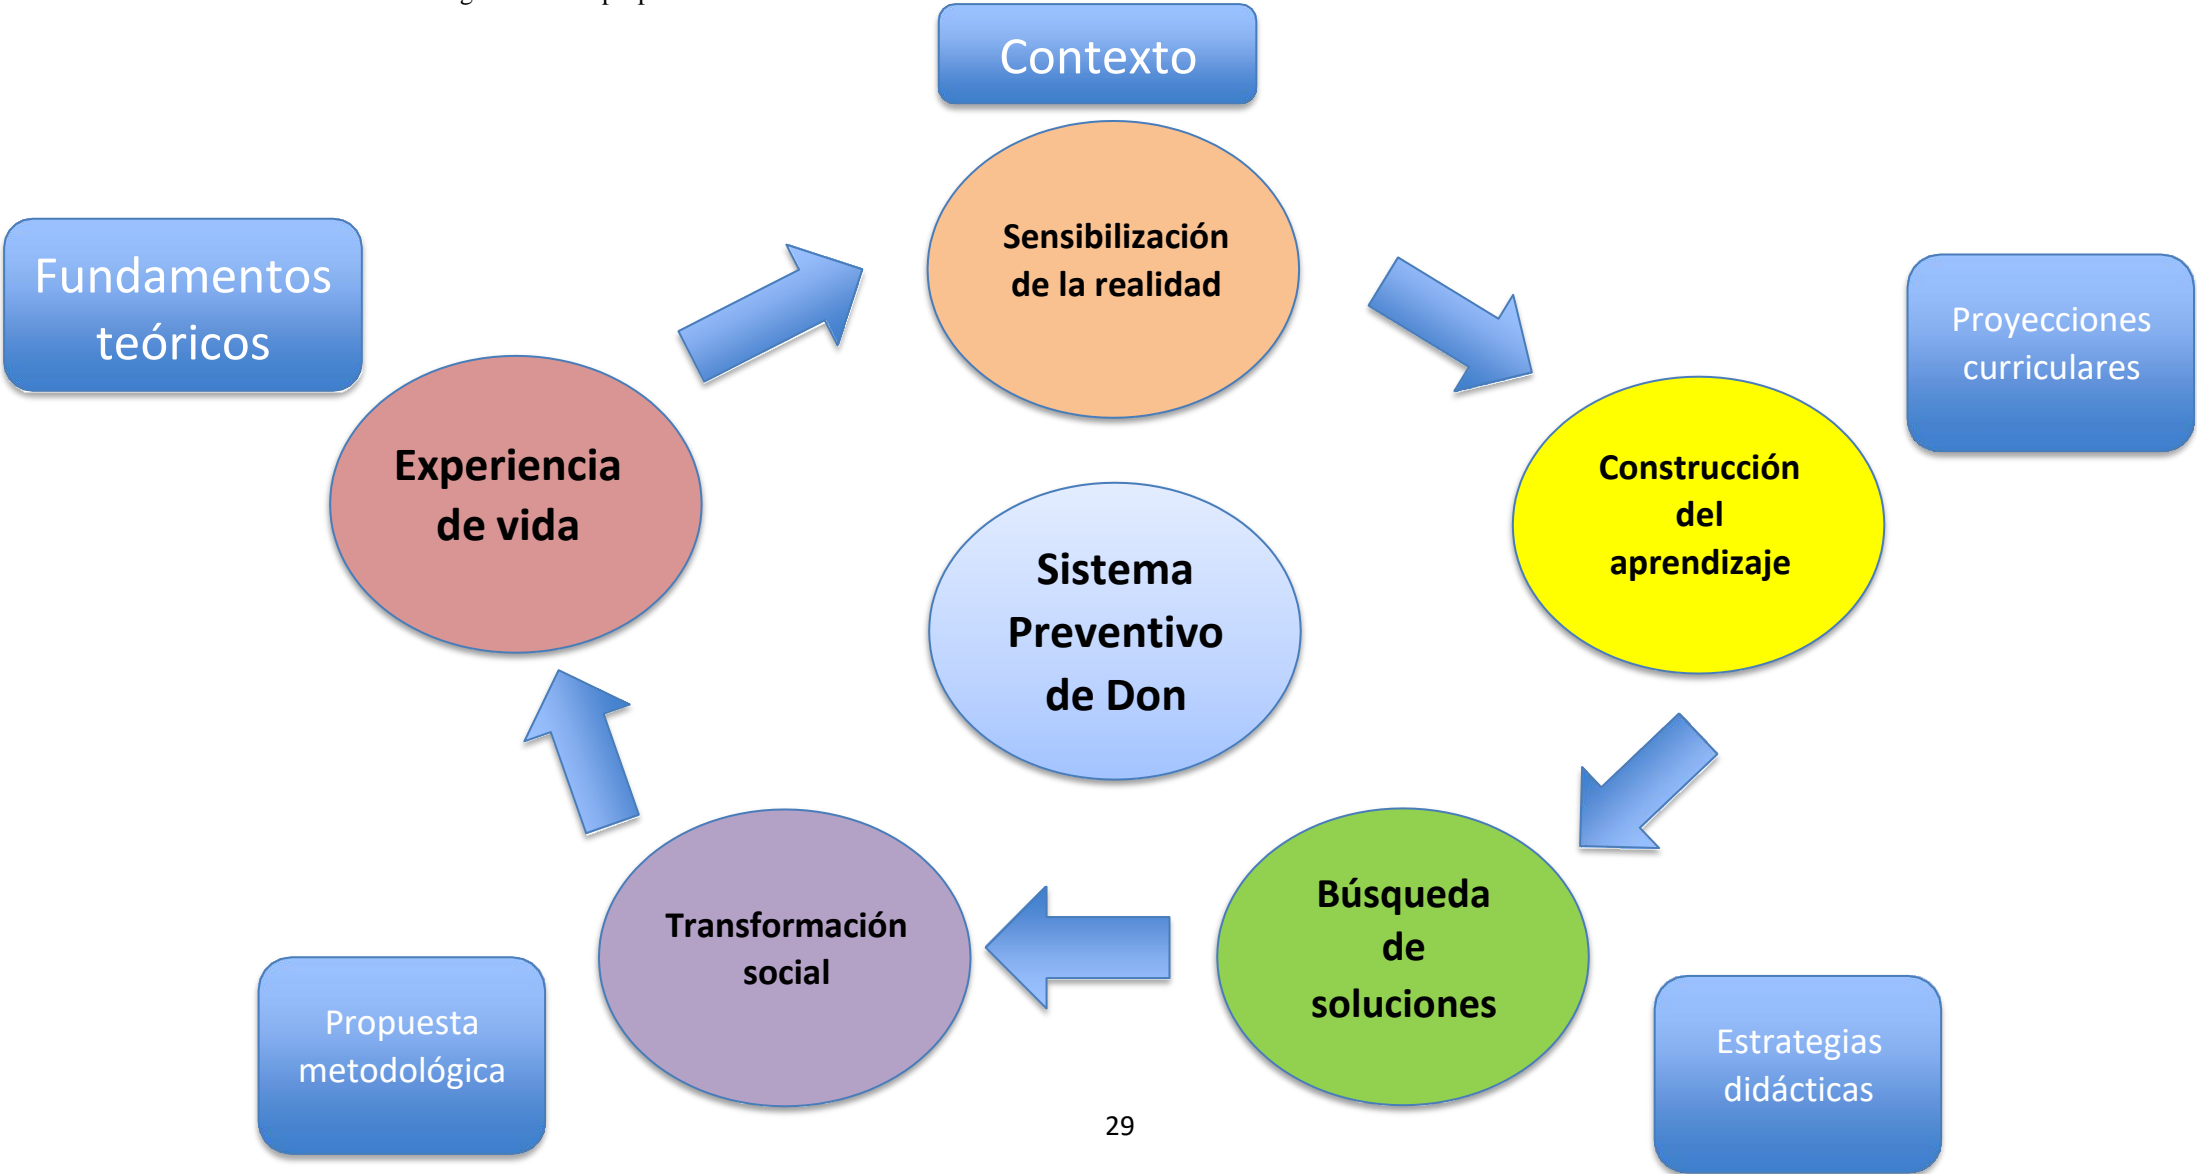 Contexto
Sensibilización
de la realidad
Fundamentos
teóricos
Proyecciones
curriculares
Experiencia
de vida
Construcción
del
aprendizaje
Sistema
Preventivo
de Don
Búsqueda
de
soluciones
Transformación
social
Propuesta
metodológica
Estrategias
didácticas
29